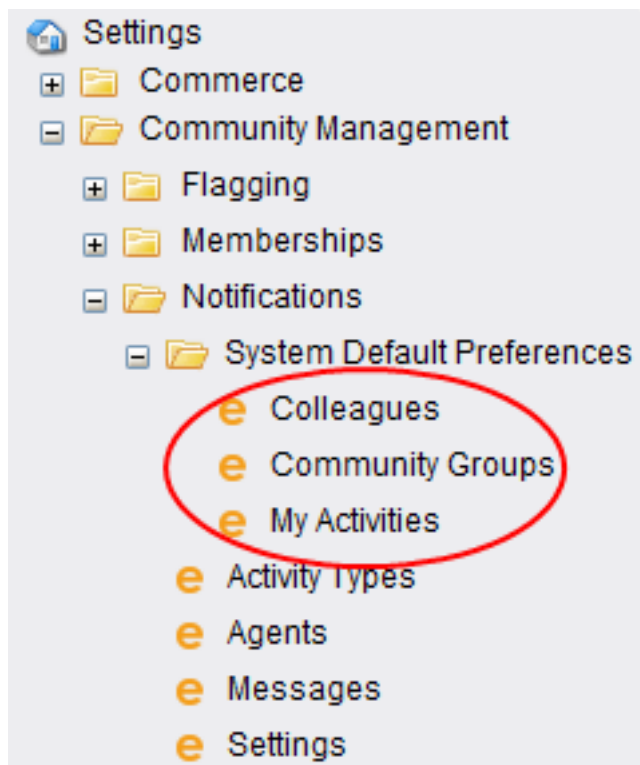 Settings
Commerce
Community Management
Flagging
Memberships
Notifications
System Default Preferences
Colleagues
Community Groups
My Activities
Activity Types
Agents
Messages
Settings